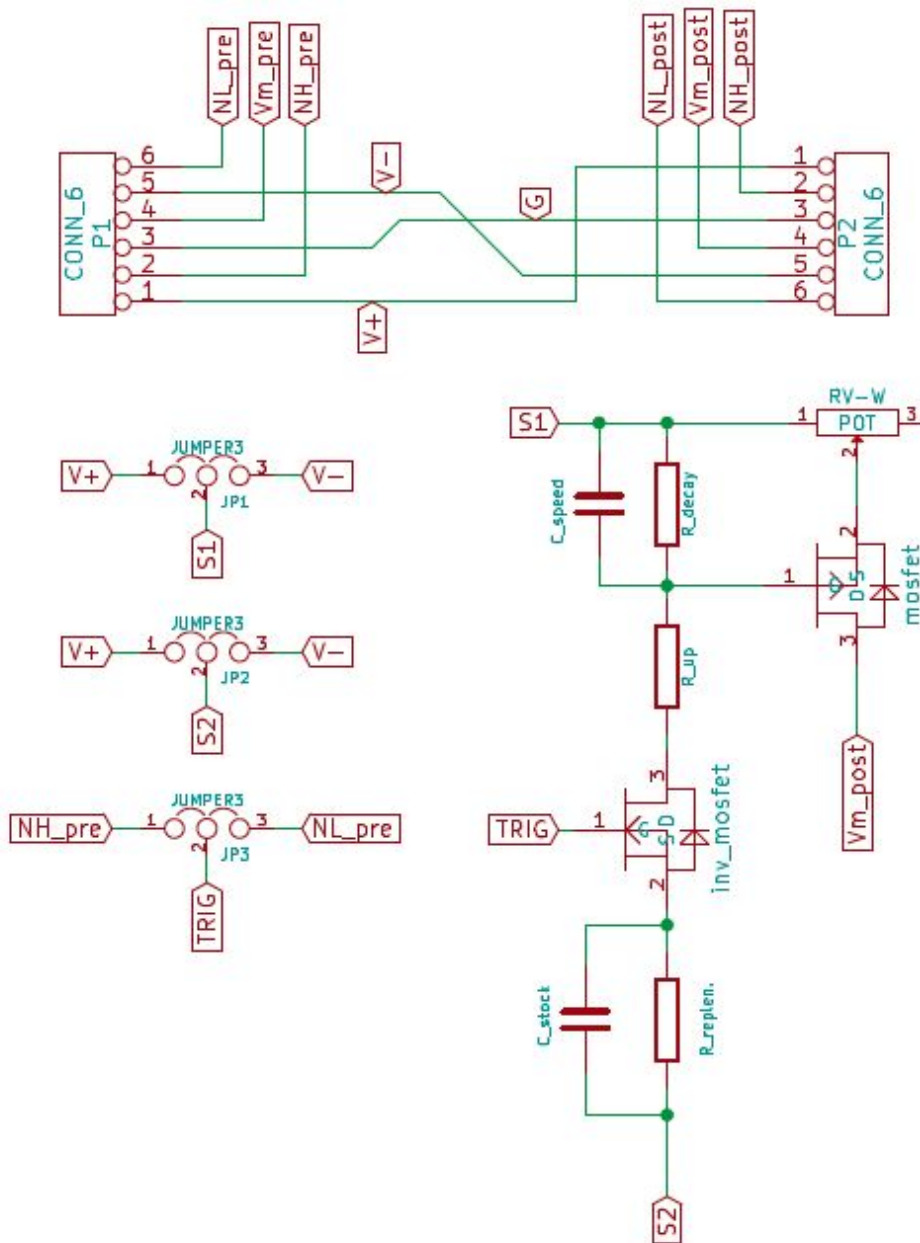 NL_pre
Vm_pre
NH_pre
NL_post
Vm_post
NH_post
CONN_6
P1
6
5
4
3
2
1
V-
G
V+
1
2
3
4
5
6
P2
CONN_6
JUMPER3
V+
1
2
3
V-
JP1
S1
JUMPER3
V+
1
2
3
V-
JP2
S2
JUMPER3
NH_pre
1
2
3
NL_pre
JP3
TRIG
S1
RV-W
1
POT
3
2
C_speed
R_decay
1
2
G
D S
3
mosfet
Vm_post
R_up
3
TRIG
1
G
S D
2
inv_mosfet
C_stock
R_replen.
S2